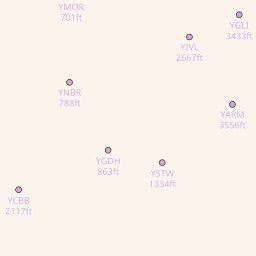 YMOR
701ft
YGLI
3433ft
YIVL
2667ft
YNBR
788ft
YARM
3556ft
YGDH
863ft
YSTW
1334ft
YCBB
2117ft